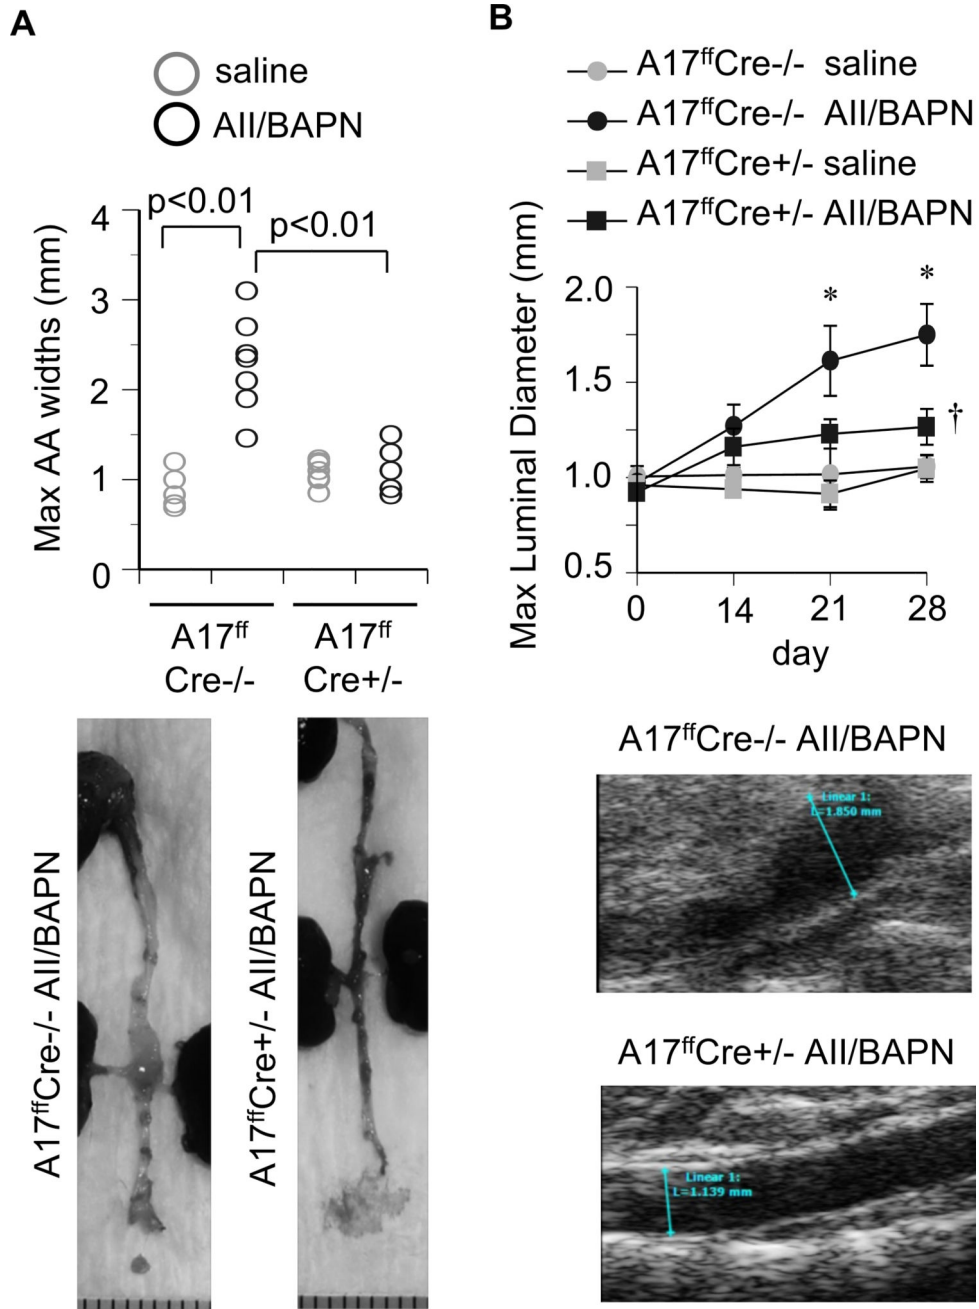 A
saline
AII/BAPN
p<0.01
p<0.01
Max AA widths (mm)
4
3
2
1
0
A17ff
Cre-/-
A17ff
Cre+/-
A17ffCre-/- AII/BAPN
A17ffCre+/- AII/BAPN
B
A17ffCre-/- saline
A17ffCre-/- AII/BAPN
A17ffCre+/- saline
A17ffCre+/- AII/BAPN
Max Luminal Diameter (mm)
2.0
1.5
1.0
0.5
*
*
†
0 14 21 28
day
A17ffCre-/- AII/BAPN
Linear 1:
L=1.850 mm
A17ffCre+/- AII/BAPN
Linear 1:
L=1.139 mm